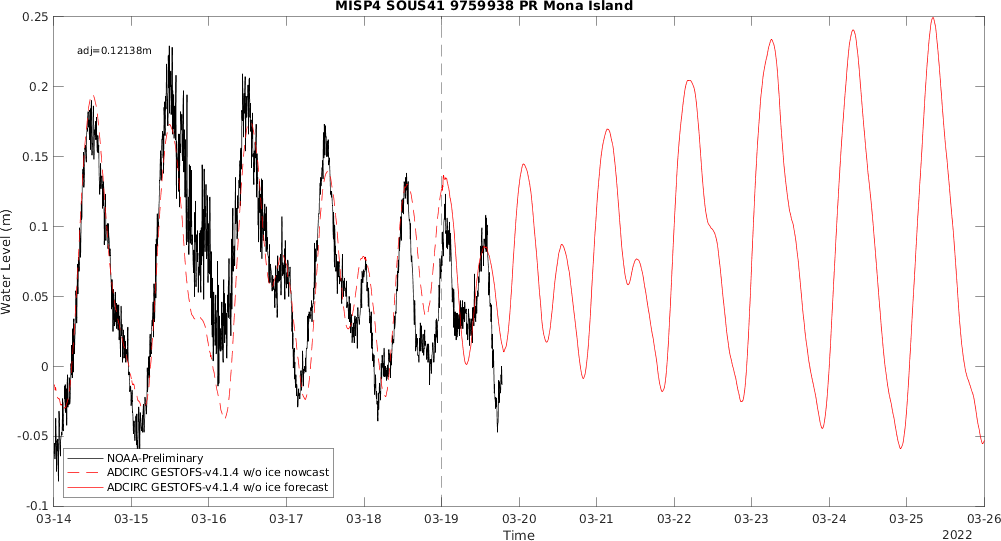 MISP4 SOUS41 9759938 PR Mona Island
adj=0.12138m
Water Level (m)
0.25
0.2
0.15
0.1
0.05
0
-0.05
-0.1
NOAA-Preliminary
ADCIRC GESTOFS-v4.1.4 w/o ice nowcast
ADCIRC GESTOFS-v4.1.4 w/o ice forecast
03-14 03-15 03-16 03-17 03-18 03-19 03-20 03-21 03-22 03-23 03-24 03-25 03-26
Time
2022